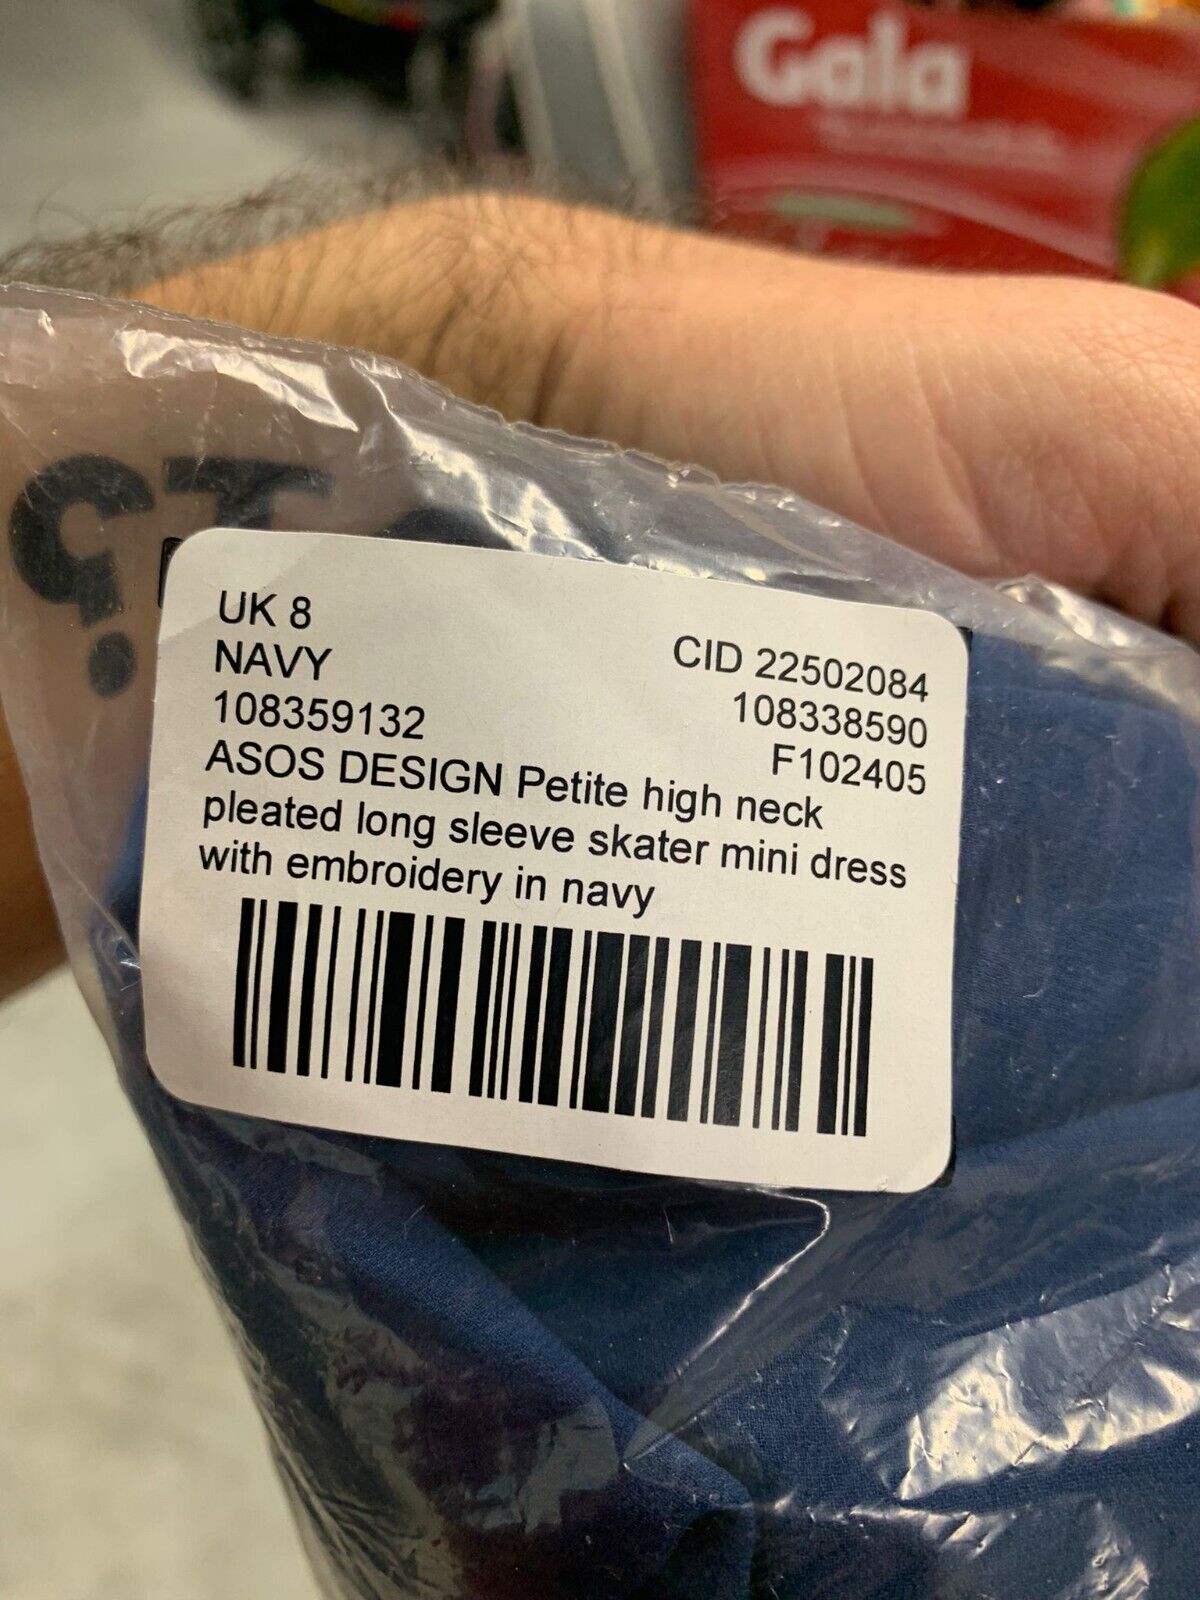 Gala
UK 8
NAVY
108359132
CID 22502084
108338590
F102405
ASOS DESIGN Petite high neck
pleated long sleeve skater mini dress
with embroidery in navy